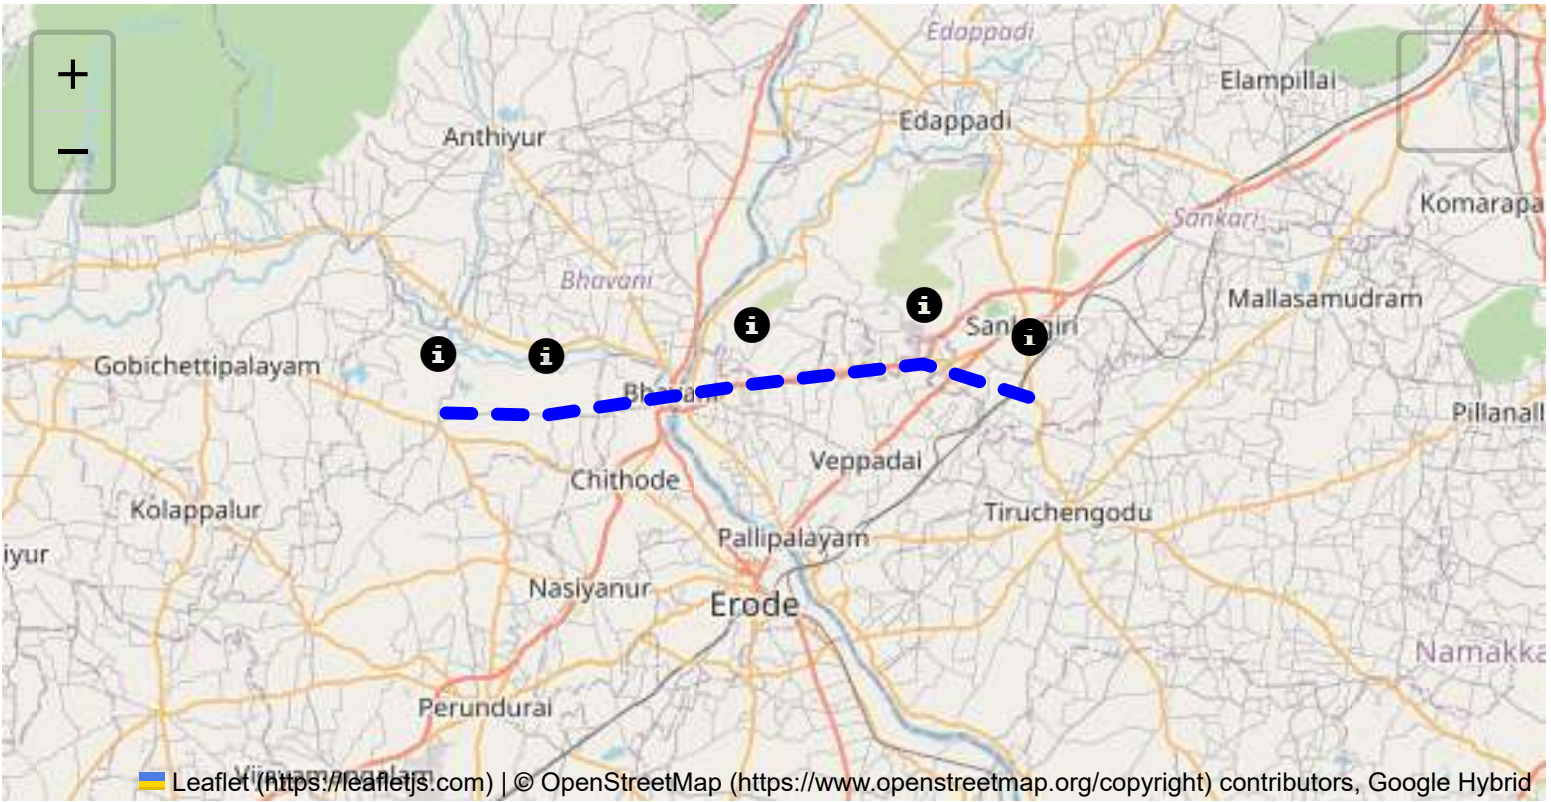 Edappadi
+
Elampillai
Edappadi
Anthiyur
−
Komarapa
Sankari
Bhavani
Mallasamudram
i
i
i
i
i
Gobichettipalayam
Pillanall
Veppadai
Chithode
Kolappalur
Tiruchengodu
Pallipalayam
iyur
Nasiyanur
Erode
Namakka
Perundurai
Leaflet (https://leafletjs.com) | © OpenStreetMap (https://www.openstreetmap.org/copyright) contributors, Google Hybrid